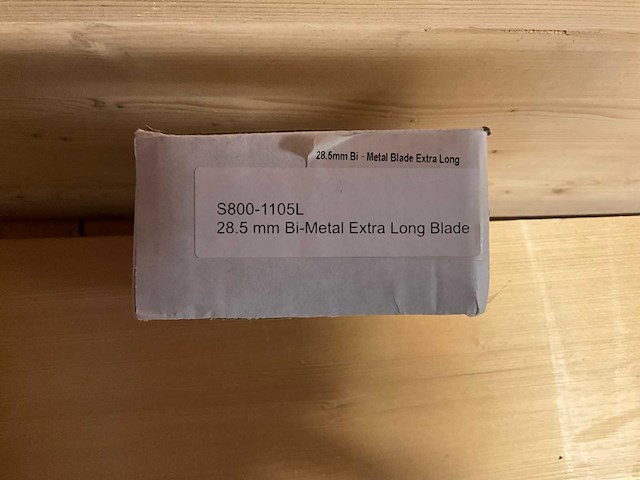 28.5mm Bi - Metal Blade Extra Long
S800-1105L
28.5 mm Bi-Metal Extra Long Blade